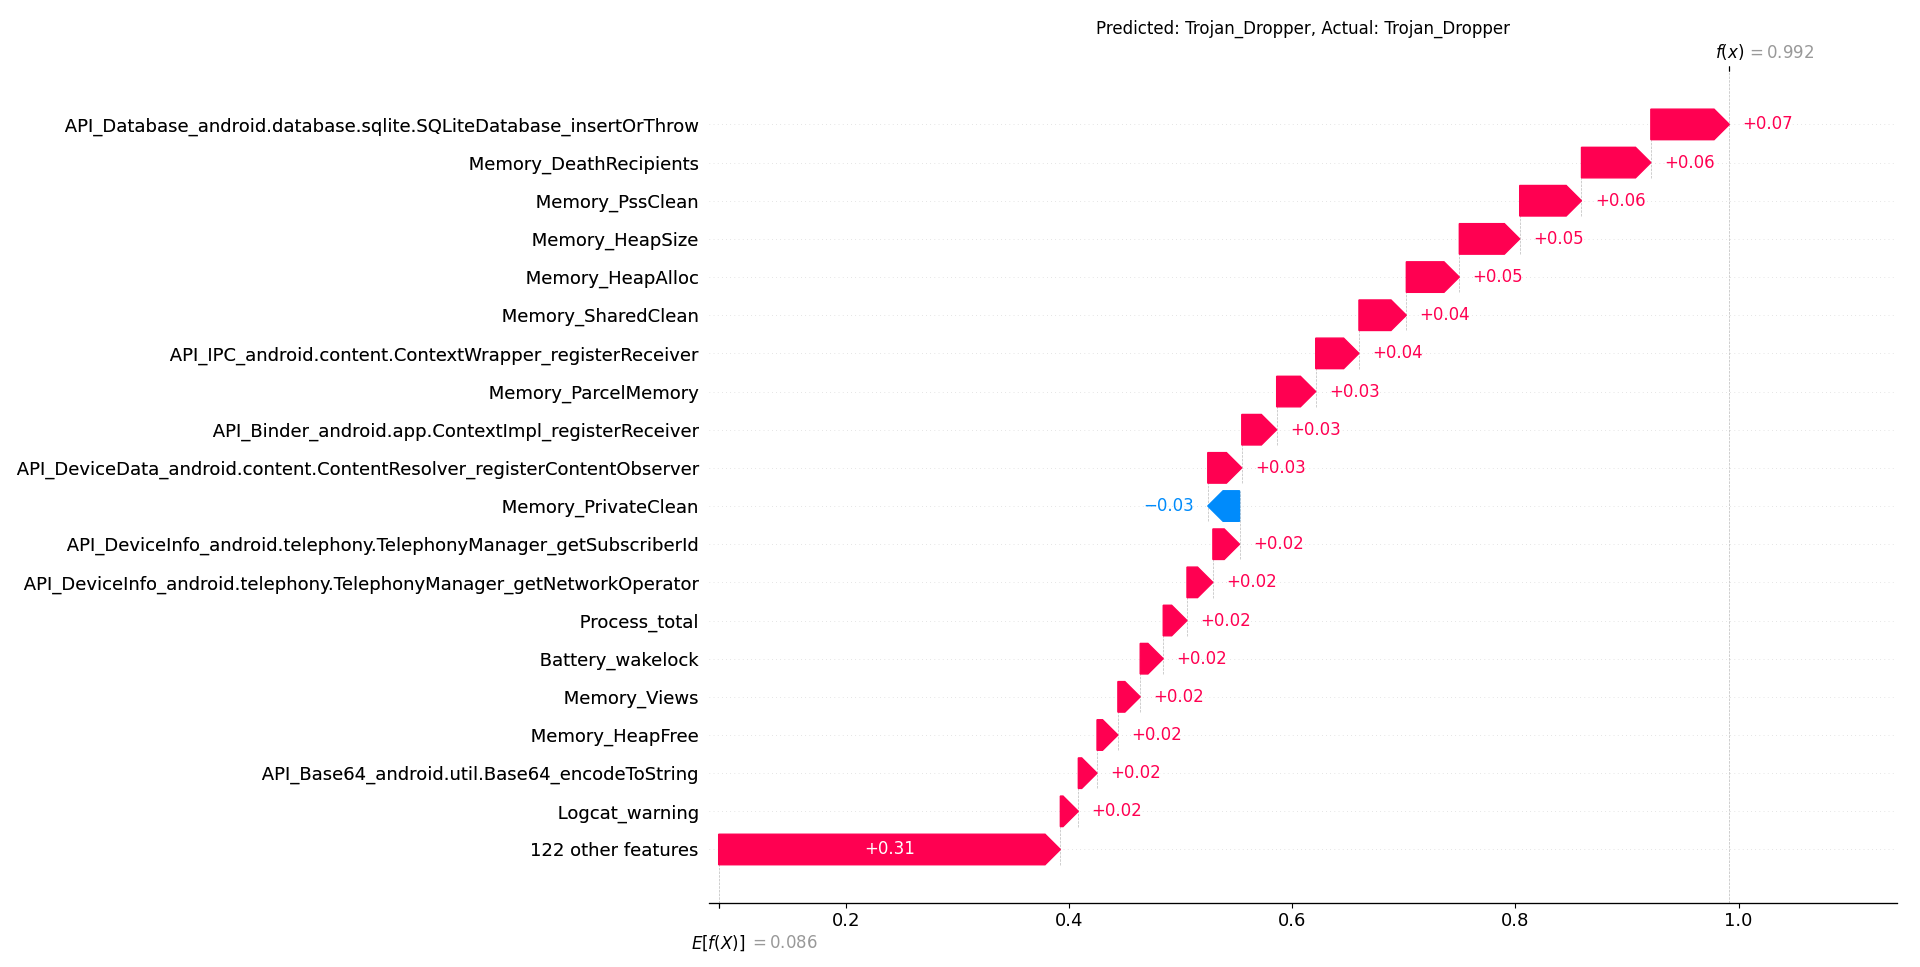 Predicted: Trojan_Dropper, Actual: Trojan_Dropper
f(x) = 0.992
API_Database_android.database.sqlite.SQLiteDatabase_insertOrThrow +0.07
Memory_DeathRecipients +0.06
Memory_PssClean +0.06
Memory_HeapSize +0.05
Memory_HeapAlloc +0.05
Memory_SharedClean +0.04
API_IPC_android.content.ContextWrapper_registerReceiver +0.04
Memory_ParcelMemory +0.03
API_Binder_android.app.ContextImpl_registerReceiver +0.03
API_DeviceData_android.content.ContentResolver_registerContentObserver +0.03
Memory_PrivateClean −0.03
API_DeviceInfo_android.telephony.TelephonyManager_getSubscriberId +0.02
API_DeviceInfo_android.telephony.TelephonyManager_getNetworkOperator +0.02
Process_total +0.02
Battery_wakelock +0.02
Memory_Views +0.02
Memory_HeapFree +0.02
API_Base64_android.util.Base64_encodeToString +0.02
Logcat_warning +0.02
122 other features +0.31
0.2 0.4 0.6 0.8 1.0
E[f(X)] = 0.086